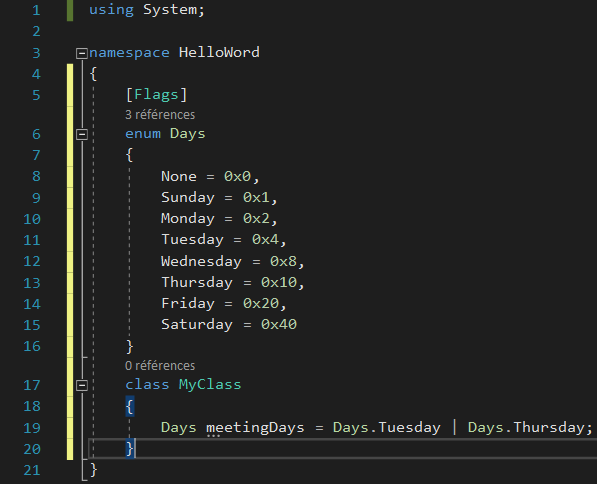 1 using System;
2
3 namespace HelloWord
4 {
5 [Flags]
3 références
6 enum Days
7 {
8 None = 0x0,
9 Sunday = 0x1,
10 Monday = 0x2,
11 Tuesday = 0x4,
12 Wednesday = 0x8,
13 Thursday = 0x10,
14 Friday = 0x20,
15 Saturday = 0x40
16 }
0 références
17 class MyClass
18 {
19 Days meetingDays = Days.Tuesday | Days.Thursday;
20 }
21 }